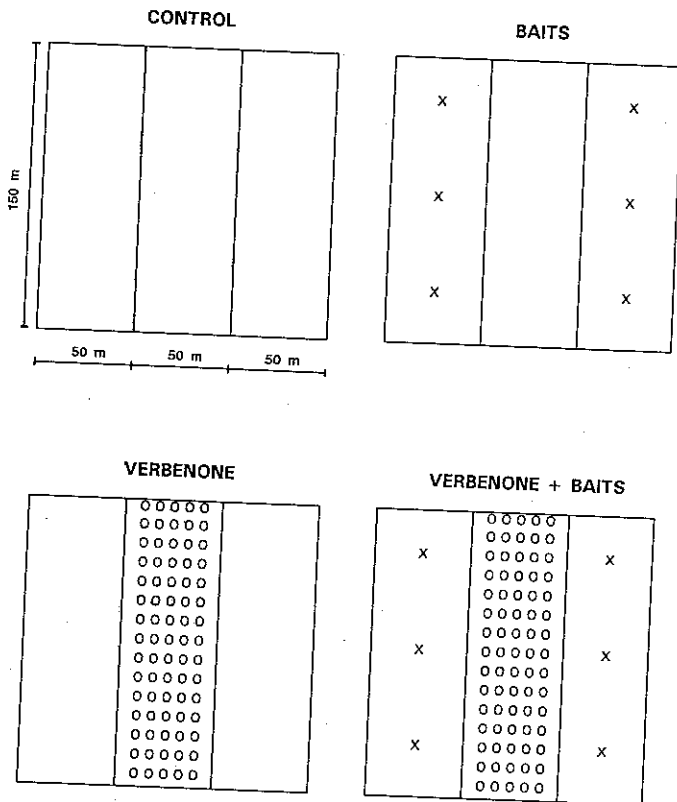 CONTROL
BAITS
150 m
50 m
50 m
50 m
VERBENONE
VERBENONE + BAITS